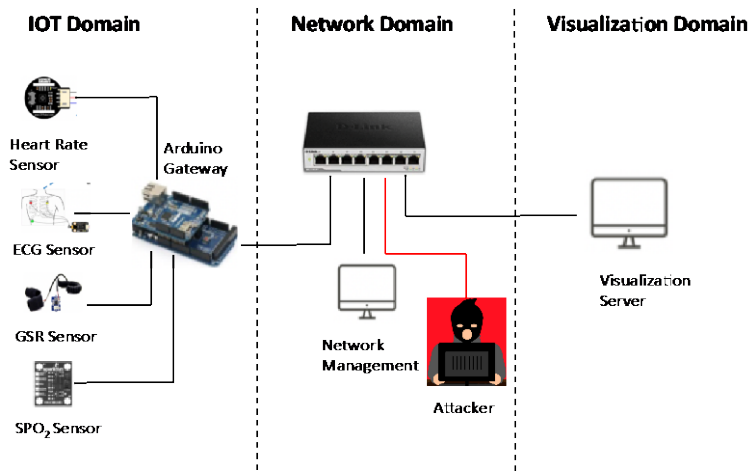 IOT Domain
Network Domain
Visualization Domain
Heart Rate
Sensor
Arduino
Gateway
ECG Sensor
GSR Sensor
SPO₂ Sensor
D-Link
Network
Management
Attacker
Visualization
Server